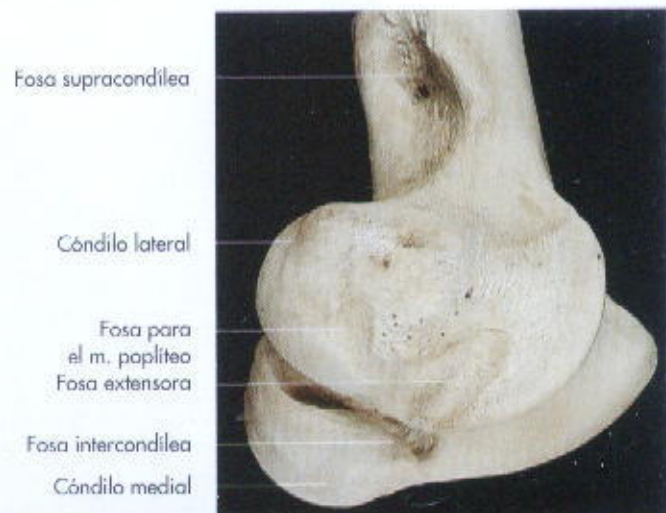 Fosa supracondílea
Cóndilo lateral
Fosa para
el m. poplíteo
Fosa extensora
Fosa intercondílea
Cóndilo medial